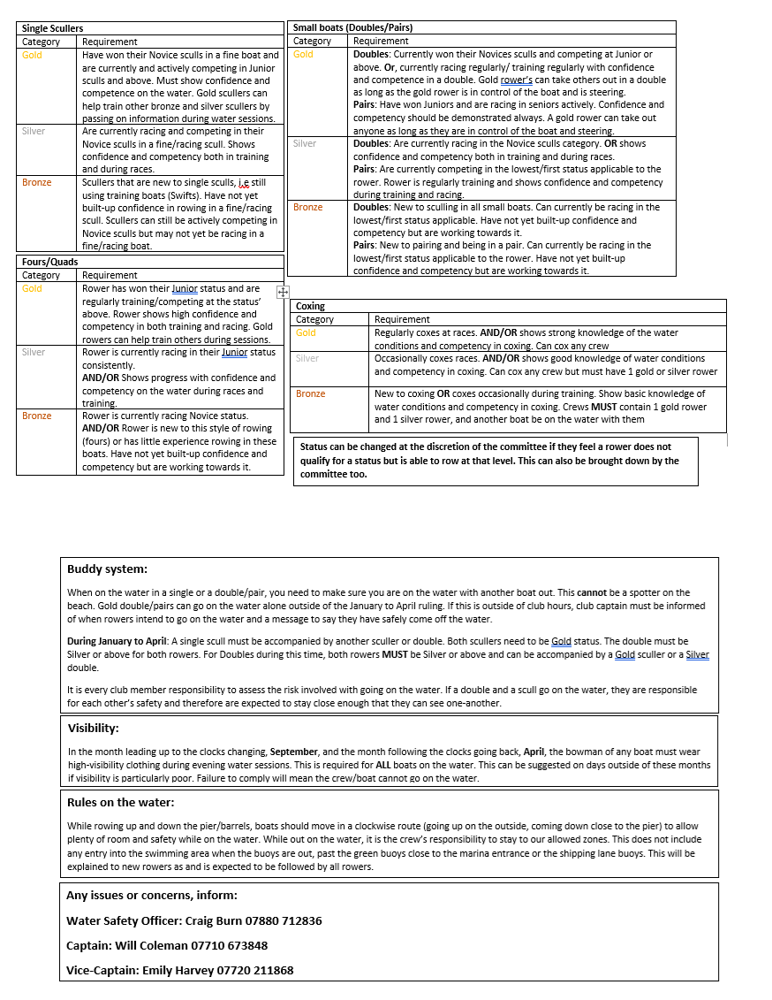 Single Scullers
Category Requirement
Gold Have won their Novice sculls in a fine boat and
are currently and actively competing in Junior
sculls and above. Must show confidence and
competence on the water. Gold scullers can
help train other bronze and silver scullers by
passing on information during water sessions.
Silver Are currently racing and competing in their
Novice sculls in a fine/racing scull. Shows
confidence and competency both in training
and during races.
Bronze Scullers that are new to single sculls, i.e still
using training boats (Swifts). Have not yet
built-up confidence in rowing in a fine/racing
scull. Scullers can still be actively competing in
Novice sculls but may not yet be racing in a
fine/racing boat.
Fours/Quads
Category Requirement
Gold Rower has won their Junior status and are
regularly training/competing at the status'
above. Rower shows high confidence and
competency in both training and racing. Gold
rowers can help train others during sessions.
Silver Rower is currently racing in their Junior status
consistently.
AND/OR Shows progress with confidence and
competency on the water during races and
training.
Bronze Rower is currently racing Novice status.
AND/OR Rower is new to this style of rowing
(fours) or has little experience rowing in these
boats. Have not yet built-up confidence and
competency but are working towards it.
Small boats (Doubles/Pairs)
Category Requirement
Gold Doubles: Currently won their Novices sculls and competing at Junior or
above. Or, currently racing regularly/ training regularly with confidence
and competence in a double. Gold rower's can take others out in a double
as long as the gold rower is in control of the boat and is steering.
Pairs: Have won Juniors and are racing in seniors actively. Confidence and
competency should be demonstrated always. A gold rower can take out
anyone as long as they are in control of the boat and steering.
Silver Doubles: Are currently racing in the Novice sculls category. OR shows
confidence and competency both in training and during races.
Pairs: Are currently competing in the lowest/first status applicable to the
rower. Rower is regularly training and shows confidence and competency
during training and racing.
Bronze Doubles: New to sculling in all small boats. Can currently be racing in the
lowest/first status applicable. Have not yet built-up confidence and
competency but are working towards it.
Pairs: New to pairing and being in a pair. Can currently be racing in the
lowest/first status applicable to the rower. Have not yet built-up
confidence and competency but are working towards it.
Coxing
Category Requirement
Gold Regularly coxes at races. AND/OR shows strong knowledge of the water
conditions and competency in coxing. Can cox any crew
Silver Occasionally coxes races. AND/OR shows good knowledge of water conditions
and competency in coxing. Can cox any crew but must have 1 gold or silver rower
Bronze New to coxing OR coxes occasionally during training. Show basic knowledge of
water conditions and competency in coxing. Crews MUST contain 1 gold rower
and 1 silver rower, and another boat be on the water with them
Status can be changed at the discretion of the committee if they feel a rower does not
qualify for a status but is able to row at that level. This can also be brought down by the
committee too.
Buddy system:
When on the water in a single or a double/pair, you need to make sure you are on the water with another boat out. This cannot be a spotter on the
beach. Gold double/pairs can go on the water alone outside of the January to April ruling. If this is outside of club hours, club captain must be informed
of when rowers intend to go on the water and a message to say they have safely come off the water.
During January to April: A single scull must be accompanied by another sculler or double. Both scullers need to be Gold status. The double must be
Silver or above for both rowers. For Doubles during this time, both rowers MUST be Silver or above and can be accompanied by a Gold sculler or a Silver
double.
It is every club member responsibility to assess the risk involved with going on the water. If a double and a scull go on the water, they are responsible
for each other's safety and therefore are expected to stay close enough that they can see one-another.
Visibility:
In the month leading up to the clocks changing, September, and the month following the clocks going back, April, the bowman of any boat must wear
high-visibility clothing during evening water sessions. This is required for ALL boats on the water. This can be suggested on days outside of these months
if visibility is particularly poor. Failure to comply will mean the crew/boat cannot go on the water.
Rules on the water:
While rowing up and down the pier/barrels, boats should move in a clockwise route (going up on the outside, coming down close to the pier) to allow
plenty of room and safety while on the water. While out on the water, it is the crew's responsibility to stay to our allowed zones. This does not include
any entry into the swimming area when the buoys are out, past the green buoys close to the marina entrance or the shipping lane buoys. This will be
explained to new rowers as and is expected to be followed by all rowers.
Any issues or concerns, inform:
Water Safety Officer: Craig Burn 07880 712836
Captain: Will Coleman 07710 673848
Vice-Captain: Emily Harvey 07720 211868